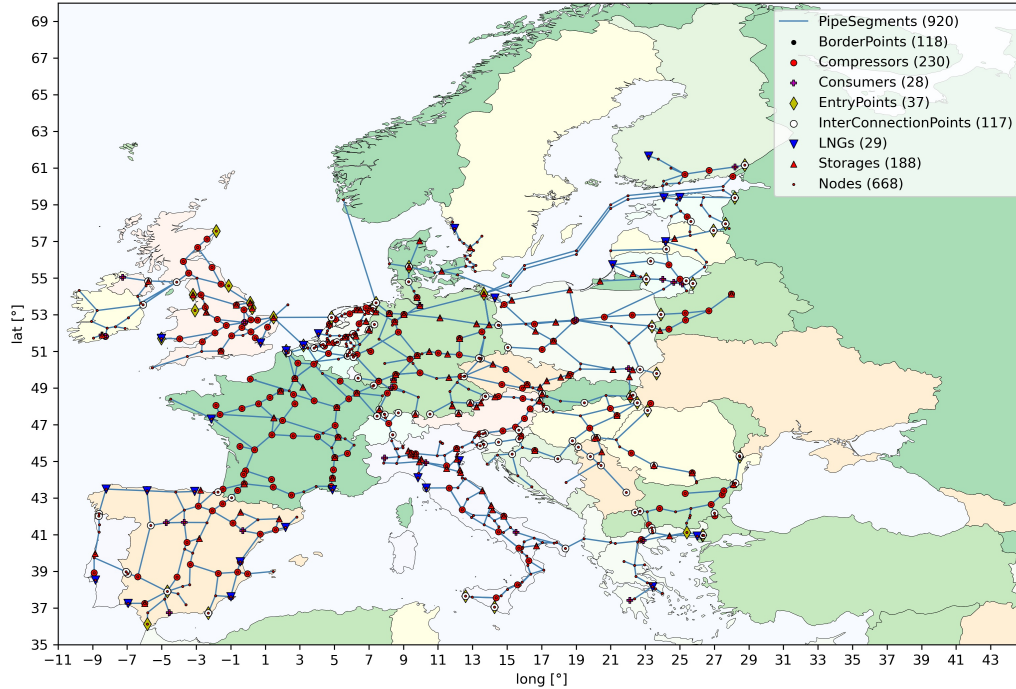 PipeSegments (920)
BorderPoints (118)
Compressors (230)
Consumers (28)
EntryPoints (37)
InterConnectionPoints (117)
LNGs (29)
Storages (188)
Nodes (668)
69
67
65
63
61
59
57
55
53
51
49
47
45
43
41
39
37
35
lat [°]
−11 −9 −7 −5 −3 −1 1 3 5 7 9 11 13 15 17 19 21 23 25 27 29 31 33 35 37 39 41 43
long [°]